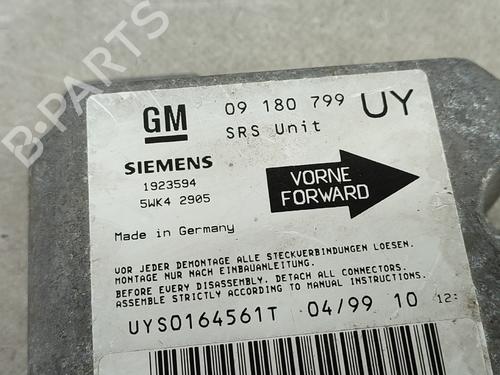 B-PARTS
GM 09 180 799 UY
SRS Unit
SIEMENS
1923594
5WK4 2905
VORNE
FORWARD
Made in Germany
VOR JEDER DEMONTAGE ALLE STECKVERBINDUNGEN LOESEN.
MONTAGE NUR NACH EINBAUANLEITUNG.
BEFORE EVERY DISASSEMBLY, DETACH ALL CONNECTORS.
ASSEMBLE STRICTLY ACCORDING TO MANUAL INSTRUCTIONS.
UYS0164561T 04/99 10 12: